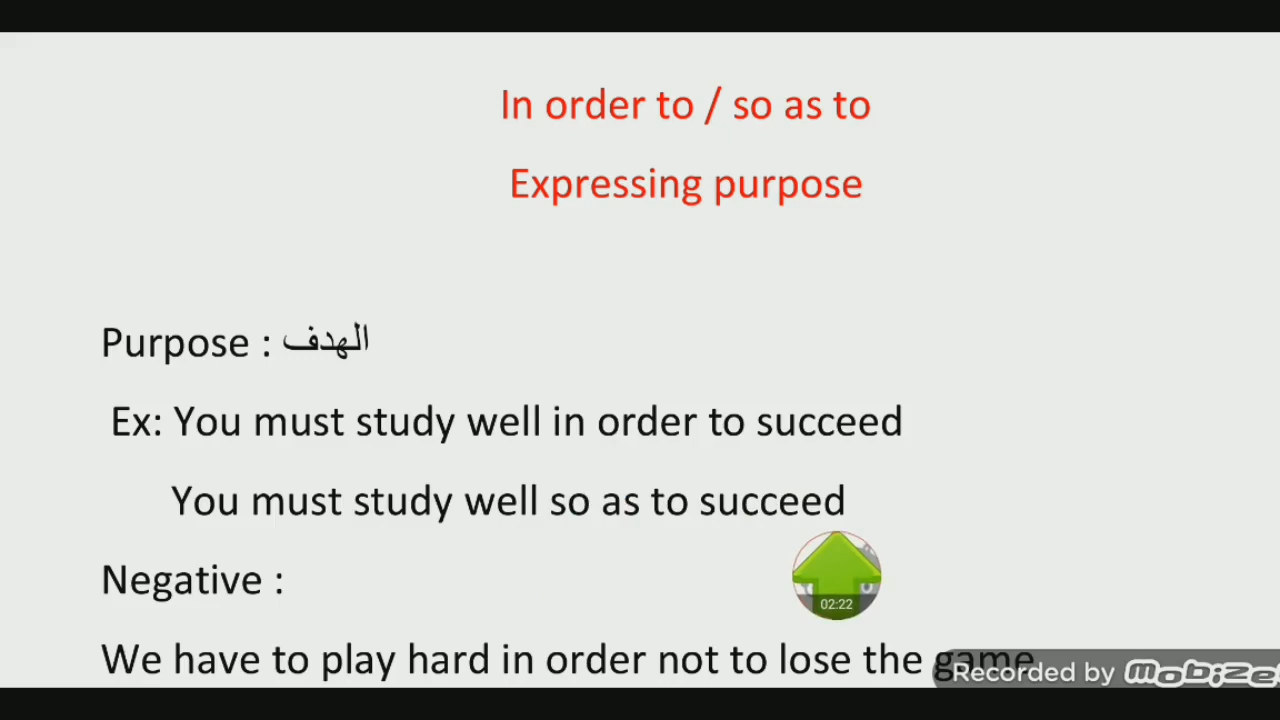 In order to / so as to
Expressing purpose
Purpose : الهدف
Ex: You must study well in order to succeed
You must study well so as to succeed
Negative :
02:22
We have to play hard in order not to lose the game
Recorded by mobizen